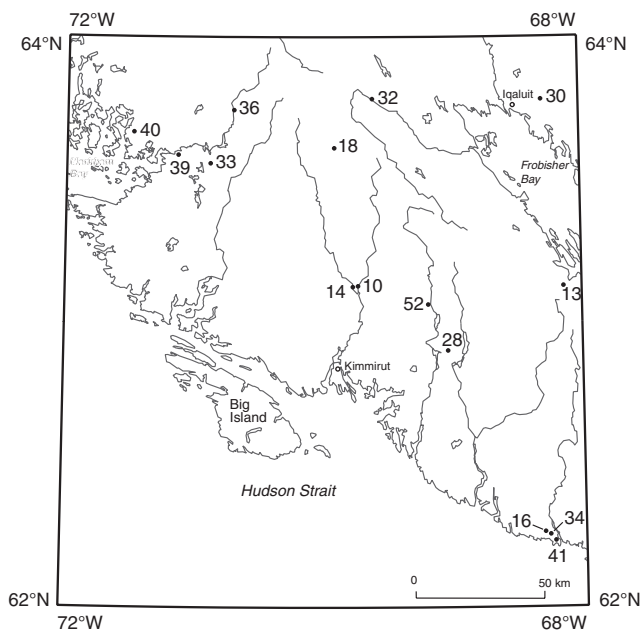 72°W
68°W
64°N
64°N
Iqaluit
30
32
36
40
18
39
33
Bay
Frobisher
Bay
14
10
52
13
28
Kimmirut
Big
Island
Hudson Strait
16
34
41
0
50 km
62°N
62°N
72°W
68°W